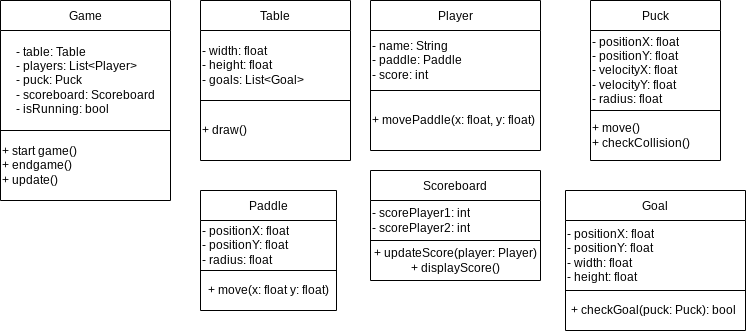 Game
- table: Table
- players: List<Player>
- puck: Puck
- scoreboard: Scoreboard
- isRunning: bool
+ start game()
+ endgame()
+ update()
Table
- width: float
- height: float
- goals: List<Goal>
+ draw()
Player
- name: String
- paddle: Paddle
- score: int
+ movePaddle(x: float, y: float)
Puck
- positionX: float
- positionY: float
- velocityX: float
- velocityY: float
- radius: float
+ move()
+ checkCollision()
Paddle
- positionX: float
- positionY: float
- radius: float
+ move(x: float y: float)
Scoreboard
- scorePlayer1: int
- scorePlayer2: int
+ updateScore(player: Player)
+ displayScore()
Goal
- positionX: float
- positionY: float
- width: float
- height: float
+ checkGoal(puck: Puck): bool